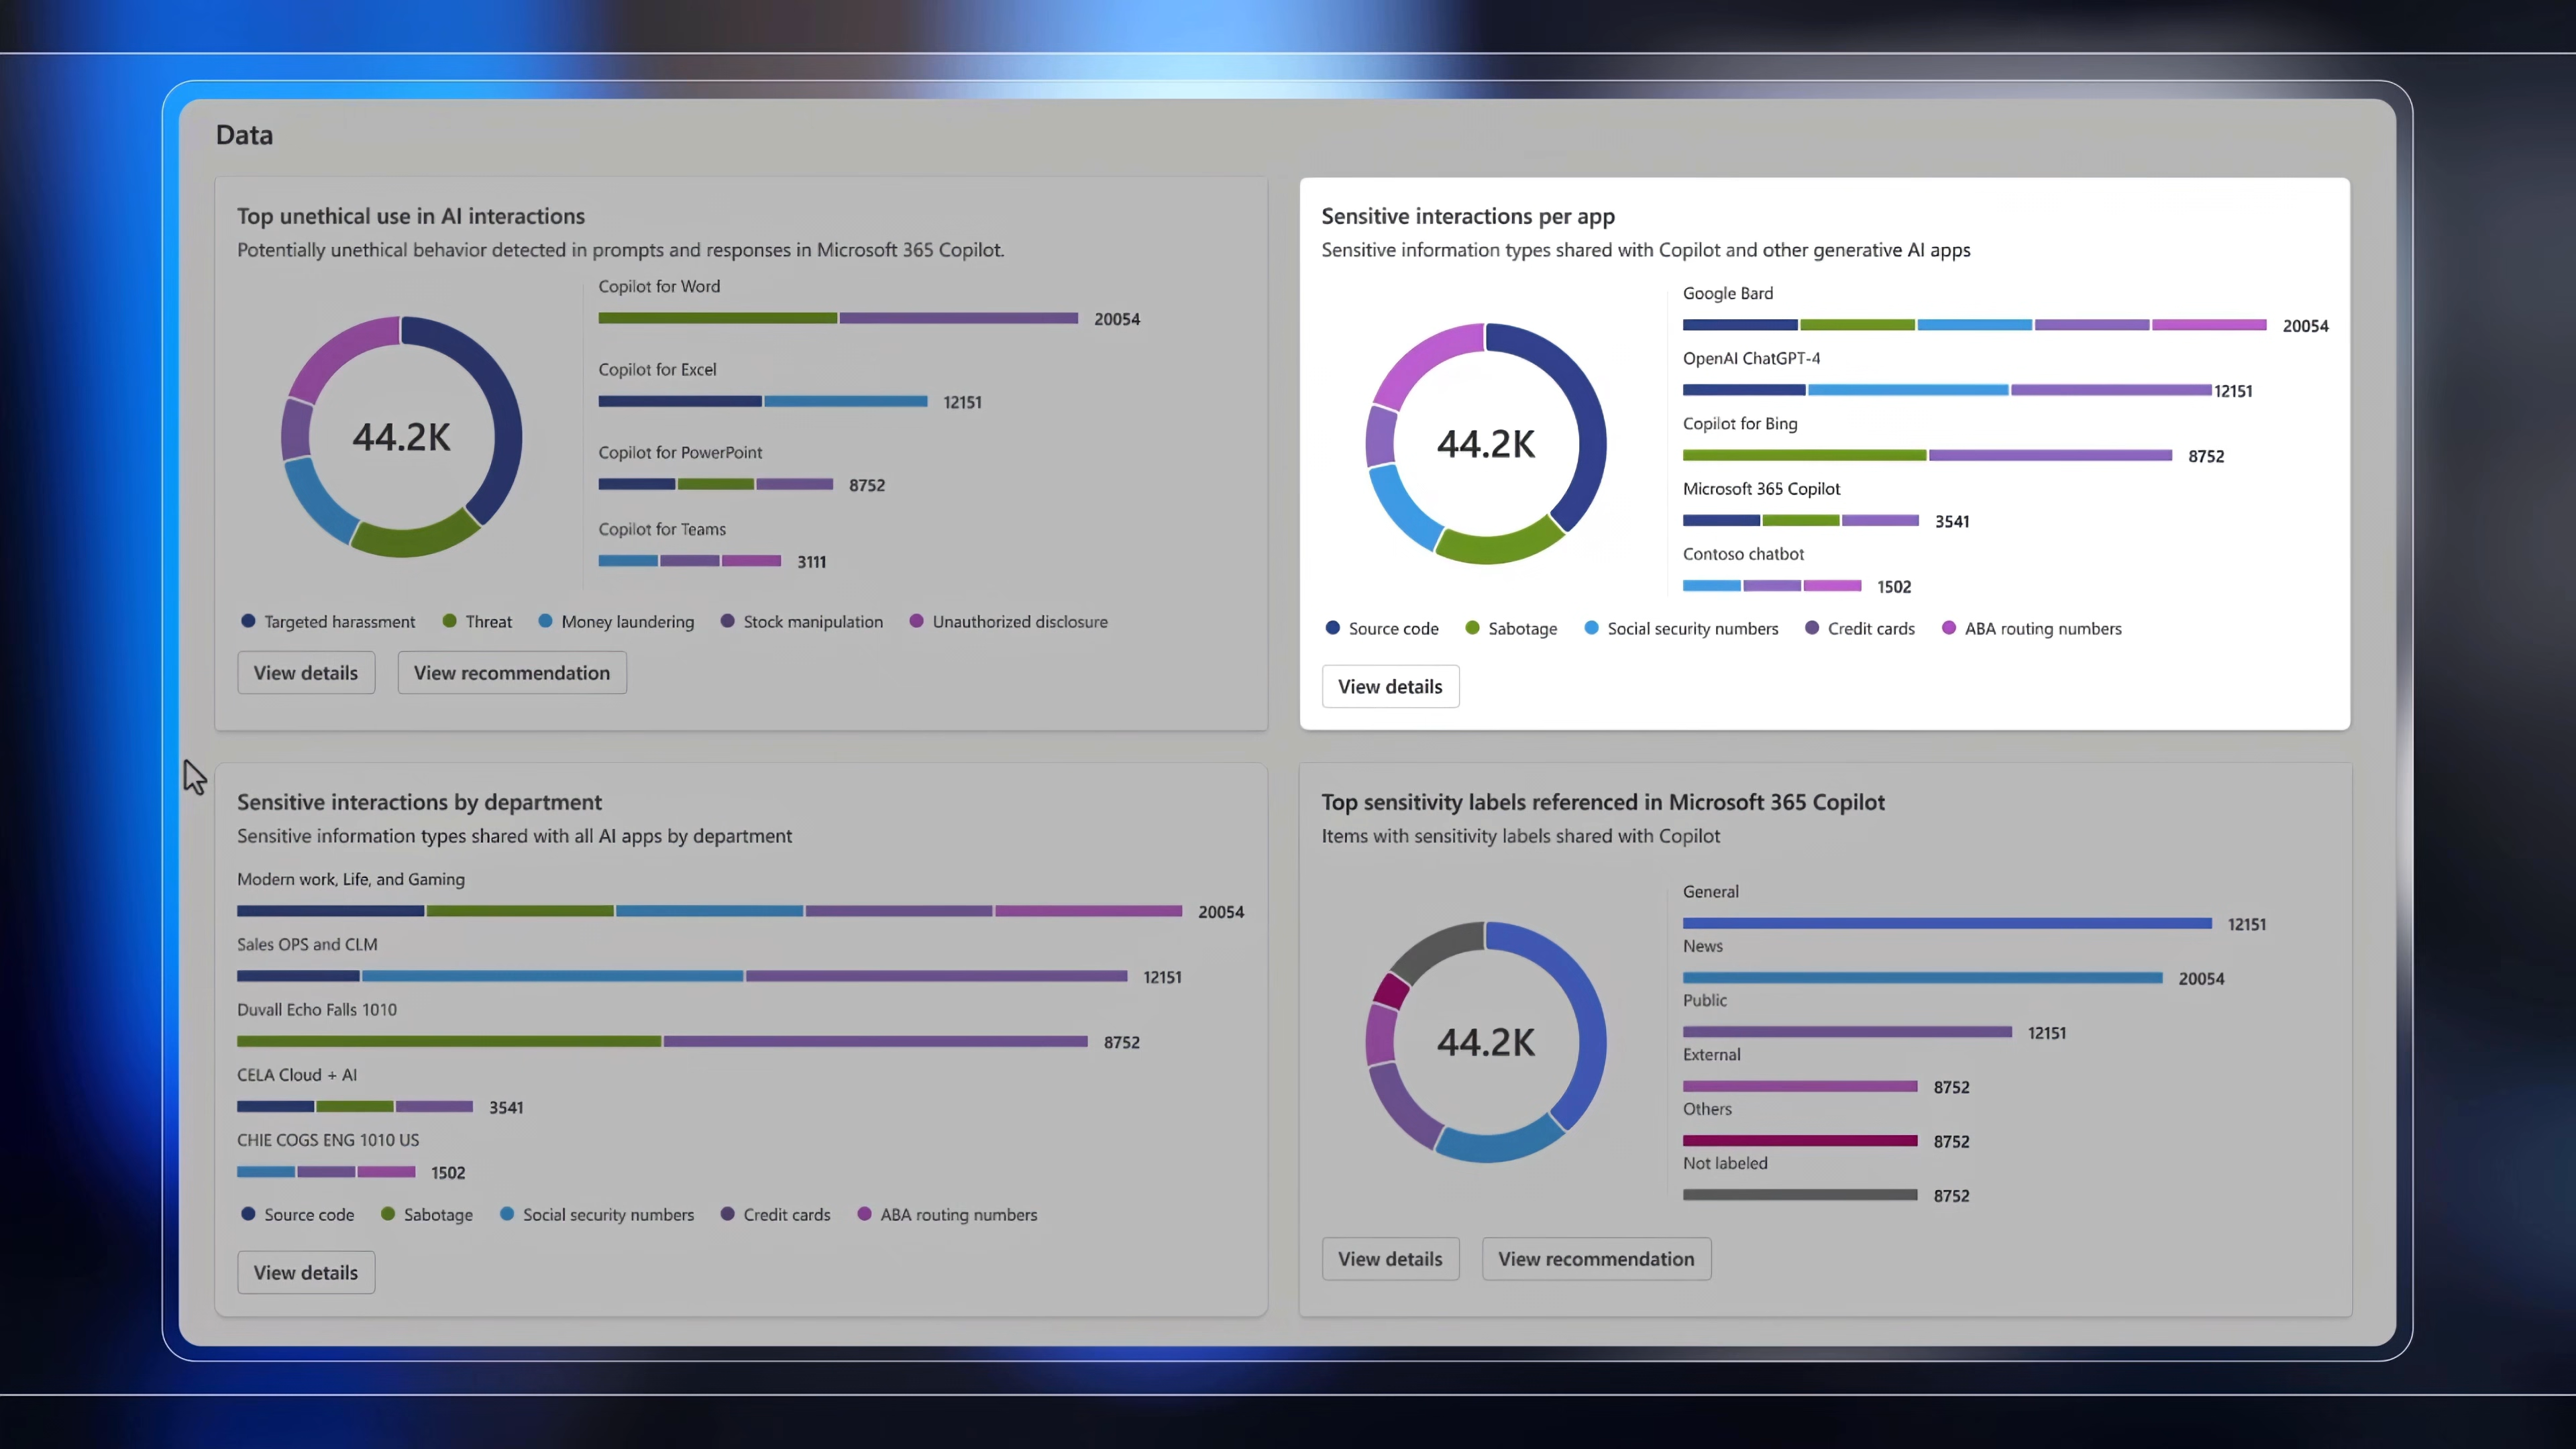 Data
Top unethical use in AI interactions
Potentially unethical behavior detected in prompts and responses in Microsoft 365 Copilot.
44.2K
Copilot for Word
20054
Copilot for Excel
12151
Copilot for PowerPoint
8752
Copilot for Teams
3111
Targeted harassment Threat Money laundering Stock manipulation Unauthorized disclosure
View details View recommendation
Sensitive interactions per app
Sensitive information types shared with Copilot and other generative AI apps
44.2K
Google Bard
20054
OpenAI ChatGPT-4
12151
Copilot for Bing
8752
Microsoft 365 Copilot
3541
Contoso chatbot
1502
Source code Sabotage Social security numbers Credit cards ABA routing numbers
View details
Sensitive interactions by department
Sensitive information types shared with all AI apps by department
Modern work, Life, and Gaming
20054
Sales OPS and CLM
12151
Duvall Echo Falls 1010
8752
CELA Cloud + AI
3541
CHIE COGS ENG 1010 US
1502
Source code Sabotage Social security numbers Credit cards ABA routing numbers
View details
Top sensitivity labels referenced in Microsoft 365 Copilot
Items with sensitivity labels shared with Copilot
44.2K
General
12151
News
20054
Public
12151
External
8752
Others
8752
Not labeled
8752
View details View recommendation